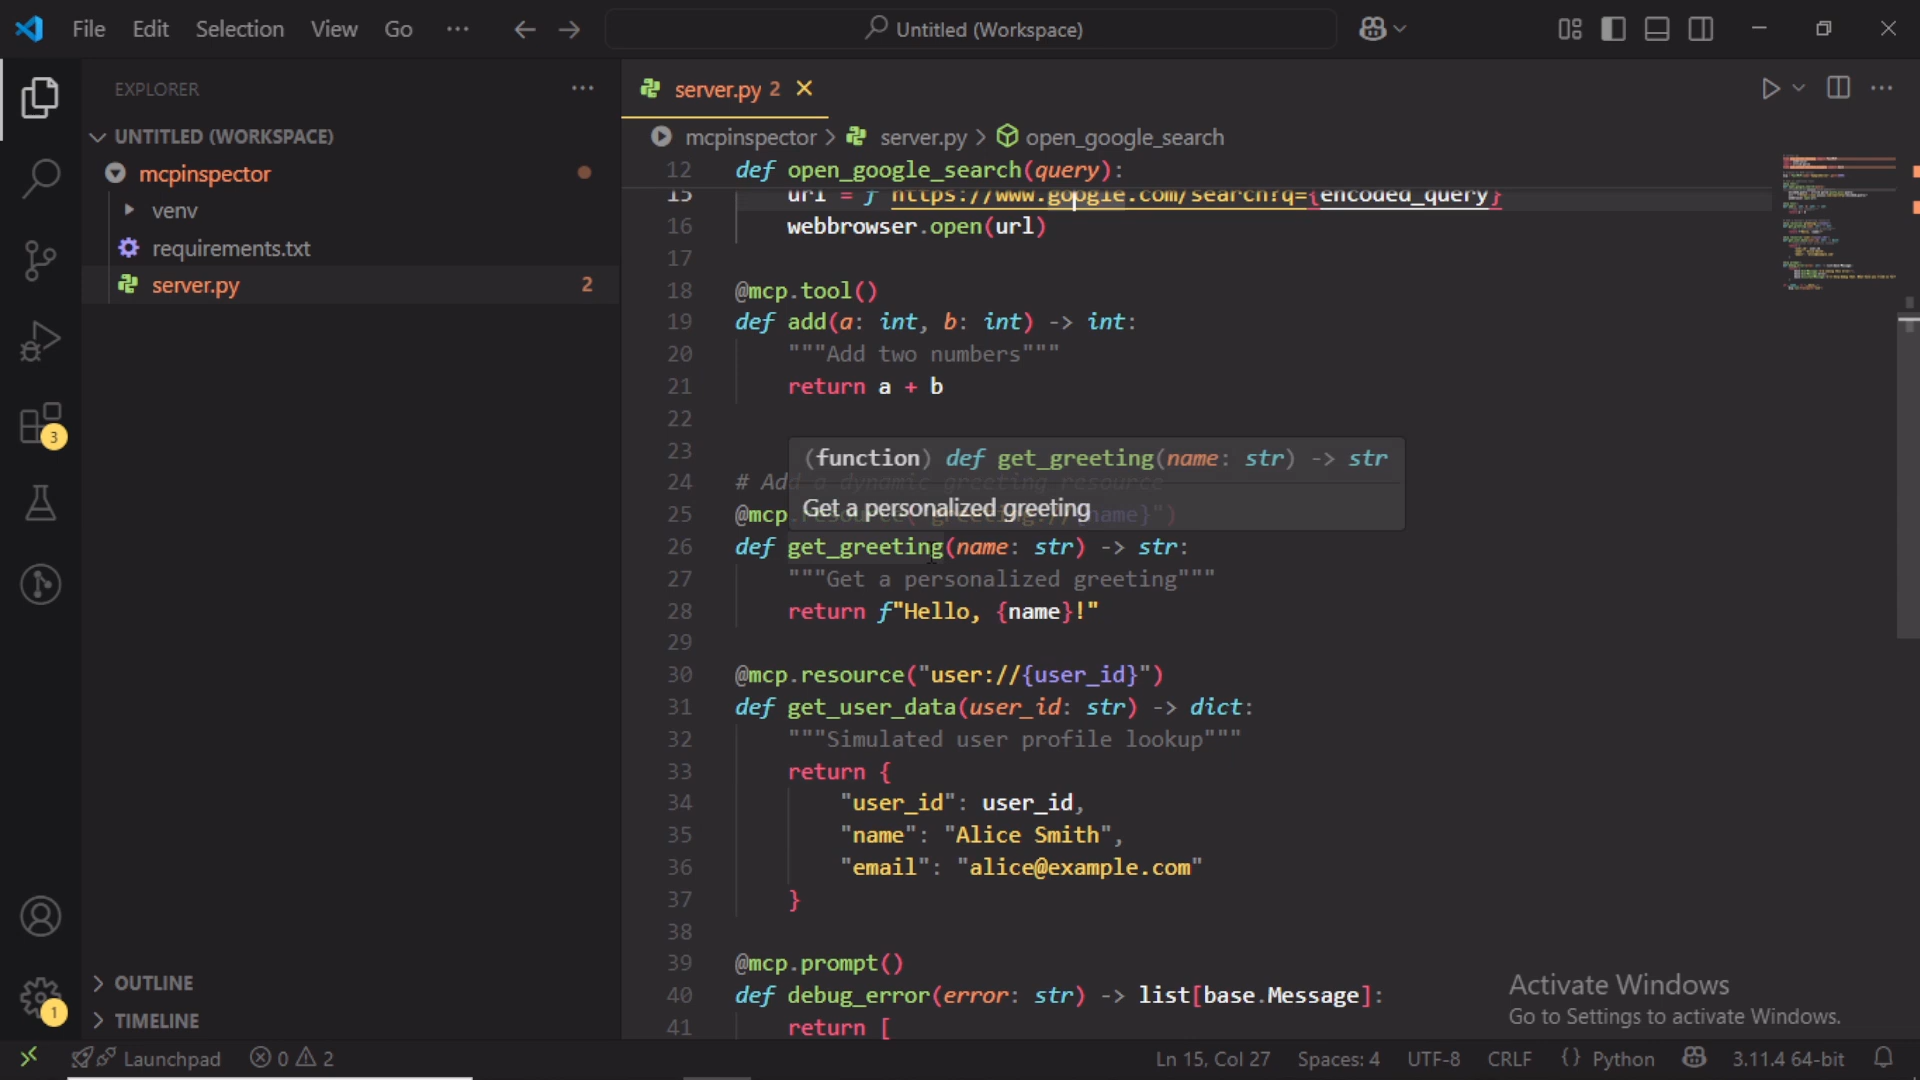 File Edit Selection View Go ··· Untitled (Workspace)
EXPLORER ···
UNTITLED (WORKSPACE)
mcpinspector
venv
requirements.txt
server.py 2
3
1
OUTLINE
TIMELINE
server.py 2
mcpinspector > server.py > open_google_search
12 def open_google_search(query):
15 url = f"https://www.google.com/search?q={encoded_query}
16 webbrowser.open(url)
17
18 @mcp.tool()
19 def add(a: int, b: int) -> int:
20 """Add two numbers"""
21 return a + b
22
23
(function) def get_greeting(name: str) -> str
24 # Add a dynamic greeting resource
Get a personalized greeting
25 @mcp.resource("greeting://{name}")
26 def get_greeting(name: str) -> str:
27 """Get a personalized greeting"""
28 return f"Hello, {name}!"
29
30 @mcp.resource("user://{user_id}")
31 def get_user_data(user_id: str) -> dict:
32 """Simulated user profile lookup"""
33 return {
34 "user_id": user_id,
35 "name": "Alice Smith",
36 "email": "alice@example.com"
37 }
38
39 @mcp.prompt()
40 def debug_error(error: str) -> list[base.Message]:
41 return [
Activate Windows
Go to Settings to activate Windows.
Launchpad 0 2 Ln 15, Col 27 Spaces: 4 UTF-8 CRLF {} Python 3.11.4 64-bit